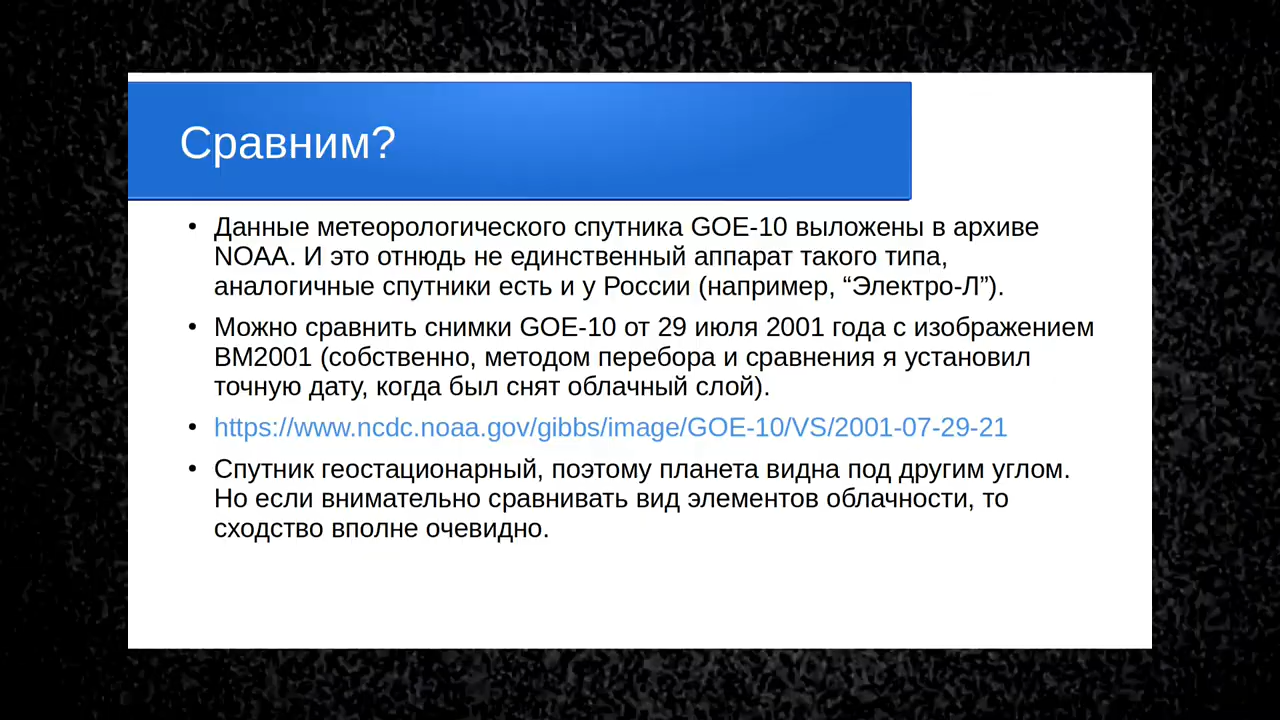 Сравним?
• Данные метеорологического спутника GOE-10 выложены в архиве
NOAA. И это отнюдь не единственный аппарат такого типа,
аналогичные спутники есть и у России (например, “Электро-Л”).
• Можно сравнить снимки GOE-10 от 29 июля 2001 года с изображением
BM2001 (собственно, методом перебора и сравнения я установил
точную дату, когда был снят облачный слой).
• https://www.ncdc.noaa.gov/gibbs/image/GOE-10/VS/2001-07-29-21
• Спутник геостационарный, поэтому планета видна под другим углом.
Но если внимательно сравнивать вид элементов облачности, то
сходство вполне очевидно.